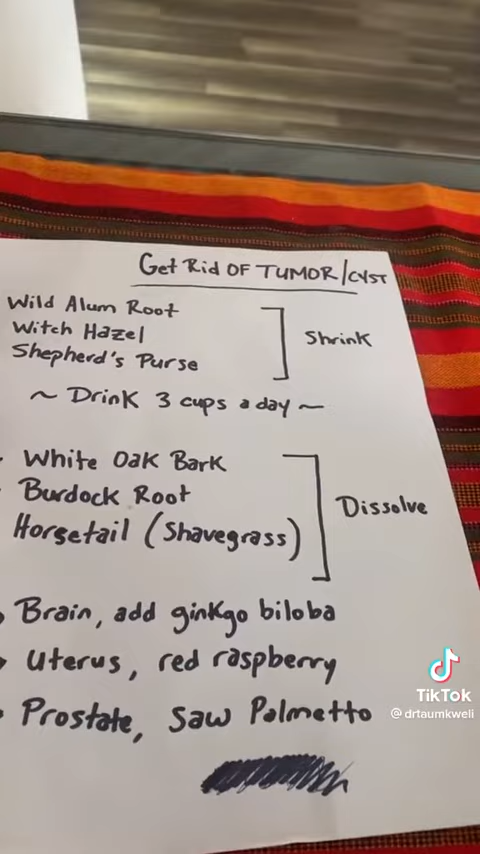 Get Rid OF TUMOR/CYST
Wild Alum Root
Witch Hazel
Shepherd's Purse
Shrink
~ Drink 3 cups a day ~
White Oak Bark
Burdock Root
Horsetail (Shavegrass)
Dissolve
Brain, add ginkgo biloba
Uterus, red raspberry
Prostate, Saw Palmetto
TikTok
@drtaumkweli